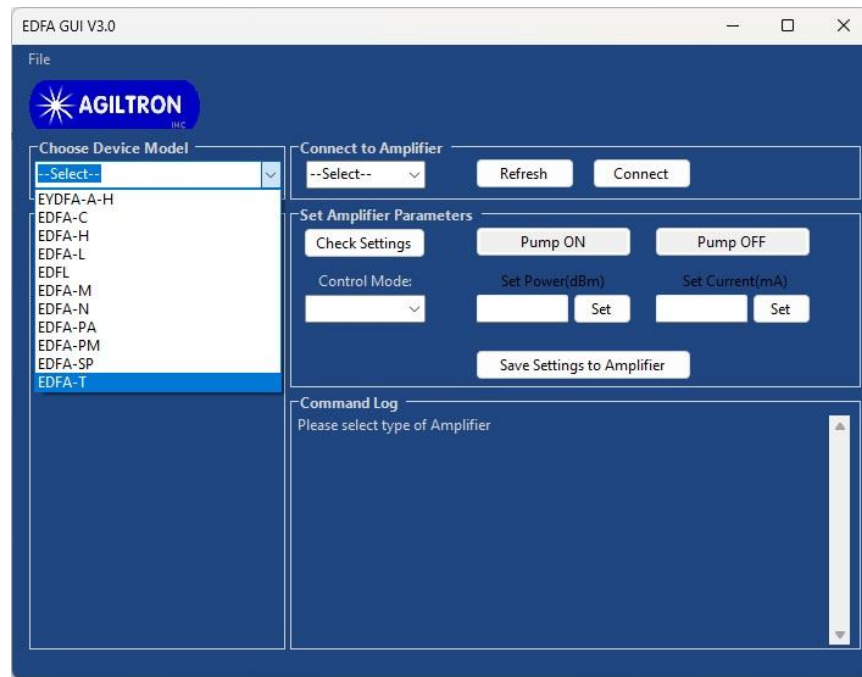 EDFA GUI V3.0
File
AGILTRON
INC
Choose Device Model
--Select--
EYDFA-A-H
EDFA-C
EDFA-H
EDFA-L
EDFL
EDFA-M
EDFA-N
EDFA-PA
EDFA-PM
EDFA-SP
EDFA-T
Connect to Amplifier
--Select-- Refresh Connect
Set Amplifier Parameters
Check Settings Pump ON Pump OFF
Control Mode: Set Power(dBm) Set Current(mA)
Set Set
Save Settings to Amplifier
Command Log
Please select type of Amplifier